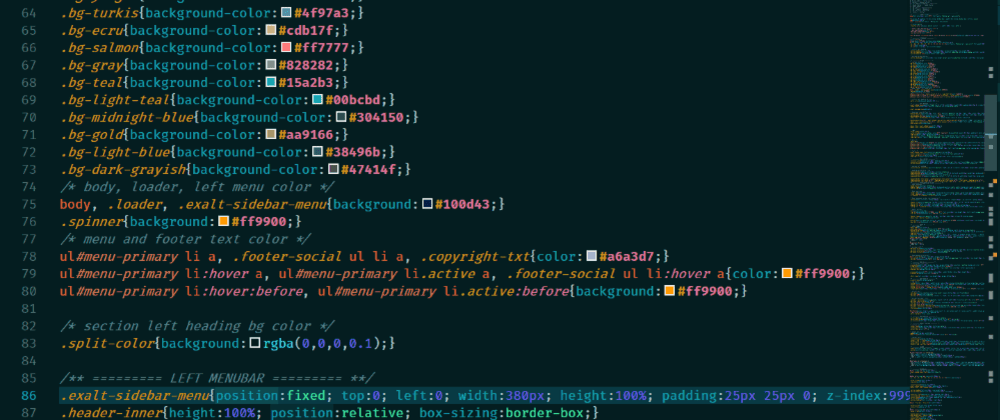 64 .bg-turkis{background-color:#4f97a3;}
65 .bg-ecru{background-color:#cdb17f;}
66 .bg-salmon{background-color:#ff7777;}
67 .bg-gray{background-color:#828282;}
68 .bg-teal{background-color:#15a2b3;}
69 .bg-light-teal{background-color:#00bcbd;}
70 .bg-midnight-blue{background-color:#304150;}
71 .bg-gold{background-color:#aa9166;}
72 .bg-light-blue{background-color:#38496b;}
73 .bg-dark-grayish{background-color:#47414f;}
74 /* body, loader, left menu color */
75 body, .loader, .exalt-sidebar-menu{background:#100d43;}
76 .spinner{background:#ff9900;}
77 /* menu and footer text color */
78 ul#menu-primary li a, .footer-social ul li a, .copyright-txt{color:#a6a3d7;}
79 ul#menu-primary li:hover a, ul#menu-primary li.active a, .footer-social ul li:hover a{color:#ff9900;}
80 ul#menu-primary li:hover:before, ul#menu-primary li.active:before{background:#ff9900;}
81
82 /* section left heading bg color */
83 .split-color{background:rgba(0,0,0,0.1);}
84
85 /** ========= LEFT MENUBAR ========= **/
86 .exalt-sidebar-menu{position:fixed; top:0; left:0; width:380px; height:100%; padding:25px 25px 0; z-index:999
87 .header-inner{height:100%; position:relative; box-sizing:border-box;}